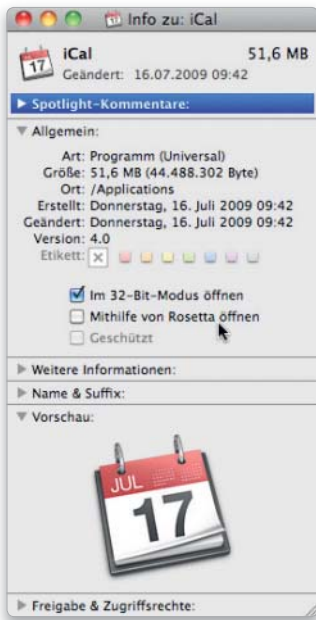 Info zu: iCal
iCal 51,6 MB
Geändert: 16.07.2009 09:42
Spotlight-Kommentare:
Allgemein:
Art: Programm (Universal)
Größe: 51,6 MB (44.488.302 Byte)
Ort: /Applications
Erstellt: Donnerstag, 16. Juli 2009 09:42
Geändert: Donnerstag, 16. Juli 2009 09:42
Version: 4.0
Etikett:
Im 32-Bit-Modus öffnen
Mithilfe von Rosetta öffnen
Geschützt
Weitere Informationen:
Name & Suffix:
Vorschau:
JUL
17
Freigabe & Zugriffsrechte: